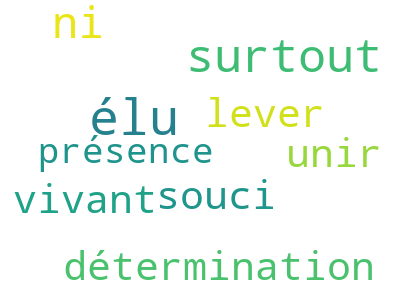 ni
surtout
élu lever
présence unir
vivant souci
détermination